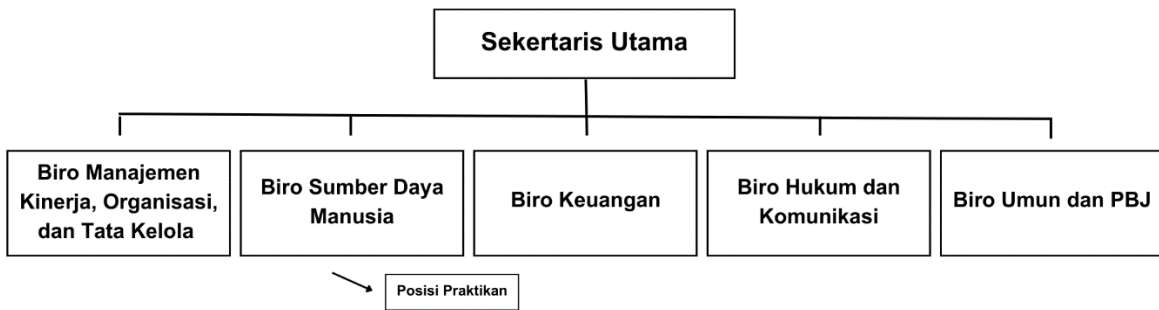 Sekertaris Utama
Biro Manajemen
Kinerja, Organisasi,
dan Tata Kelola
Biro Sumber Daya
Manusia
Biro Keuangan
Biro Hukum dan
Komunikasi
Biro Umun dan PBJ
Posisi Praktikan